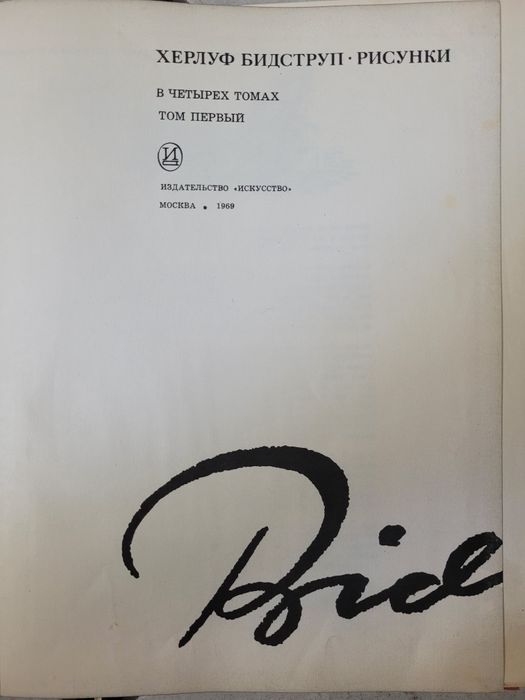 ХЕРЛУФ БИДСТРУП · РИСУНКИ
В ЧЕТЫРЕХ ТОМАХ
ТОМ ПЕРВЫЙ
И
ИЗДАТЕЛЬСТВО «ИСКУССТВО»
МОСКВА • 1969
Bid